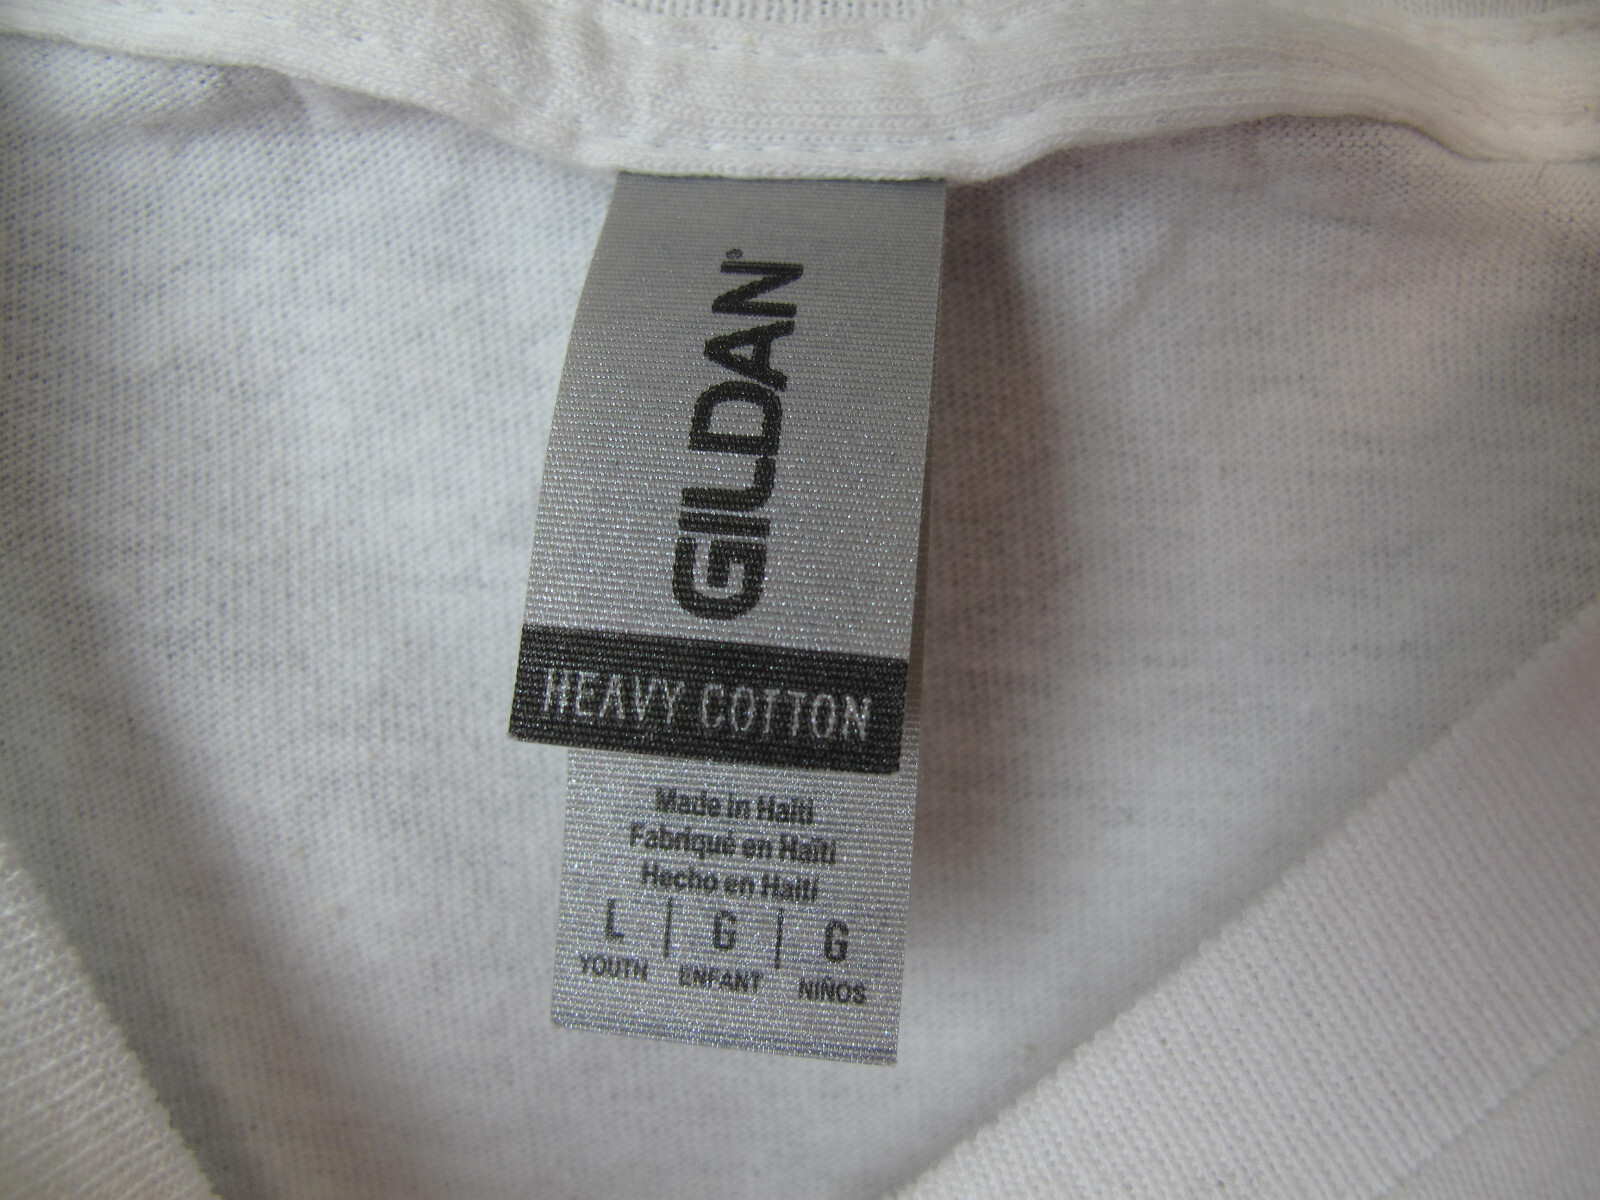 GILDAN®
HEAVY COTTON
Made in Haiti
Fabriqué en Haïti
Hecho en Haití
L | G | G
YOUTH ENFANT NIÑOS